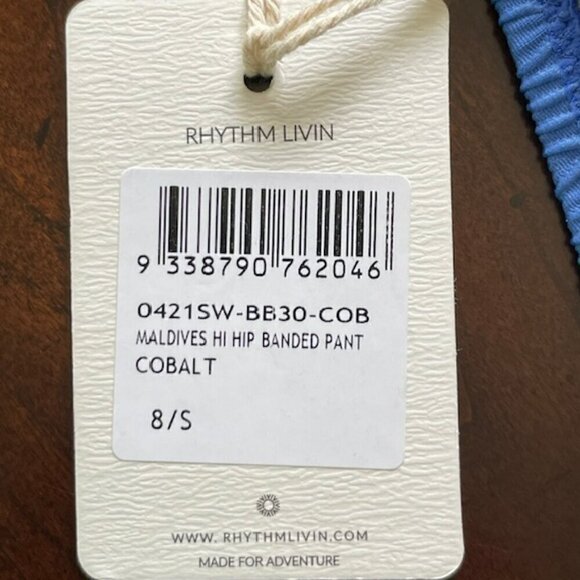 RHYTHM LIVIN
9 338790 762046
0421SW-BB30-COB
MALDIVES HI HIP BANDED PANT
COBALT
8/S
WWW. RHYTHMLIVIN.COM
MADE FOR ADVENTURE